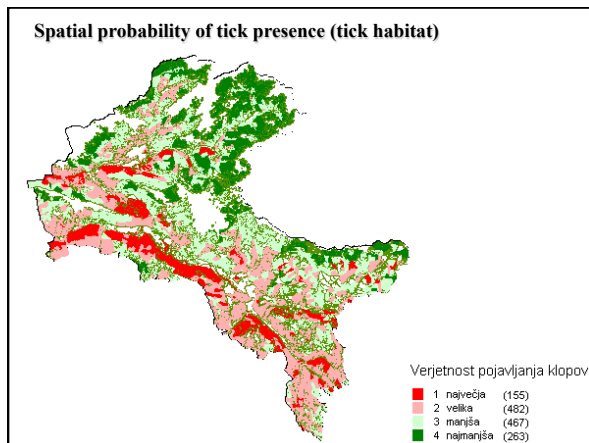 Spatial probability of tick presence (tick habitat)
Verjetnost pojavljanja klopov
1 največja (155)
2 velika (482)
3 manjša (467)
4 najmanjša (263)